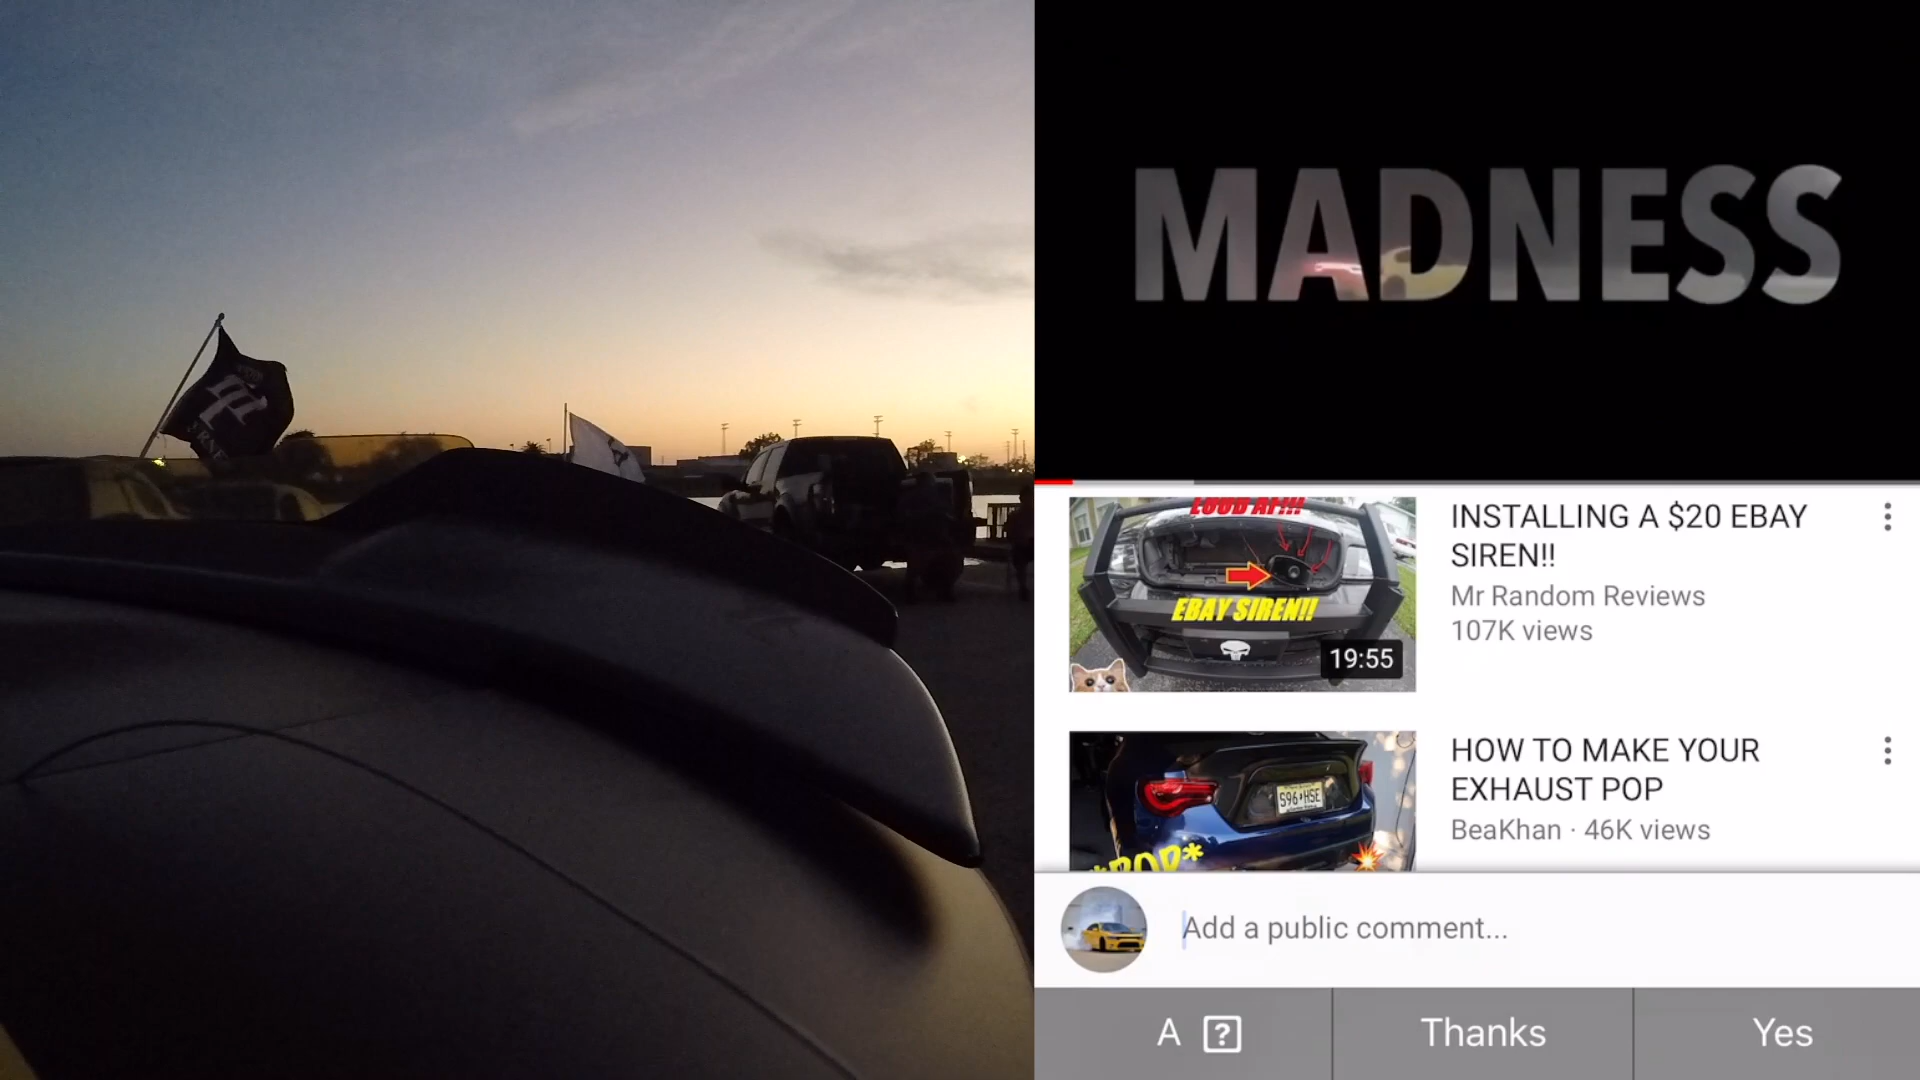 MADNESS
LOUD AF!!!
EBAY SIREN!!
19:55
INSTALLING A $20 EBAY
SIREN!!
Mr Random Reviews
107K views
S96•HSE
*POP*
HOW TO MAKE YOUR
EXHAUST POP
BeaKhan · 46K views
Add a public comment...
A ?
Thanks
Yes